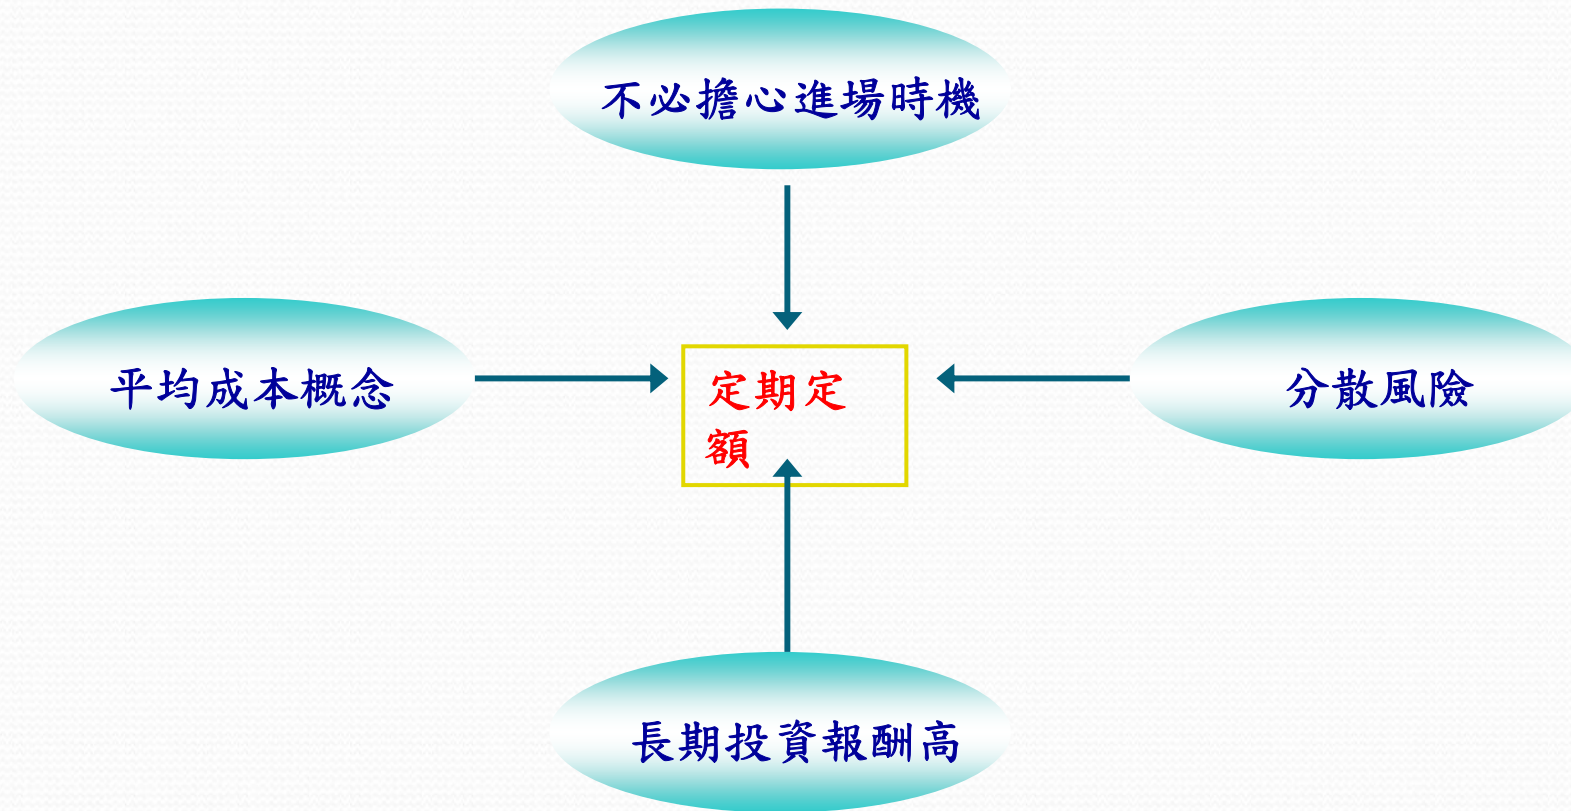 不必擔心進場時機
平均成本概念
定期定
額
分散風險
長期投資報酬高